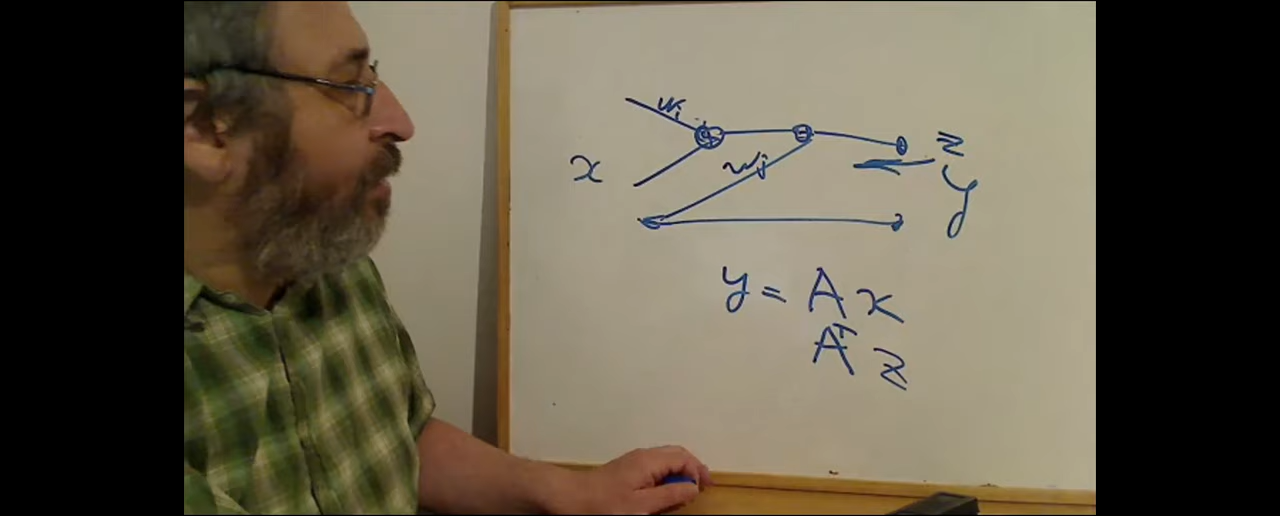 wᵢ
z
x
wⱼ
y
y = A x
Aᵀ z